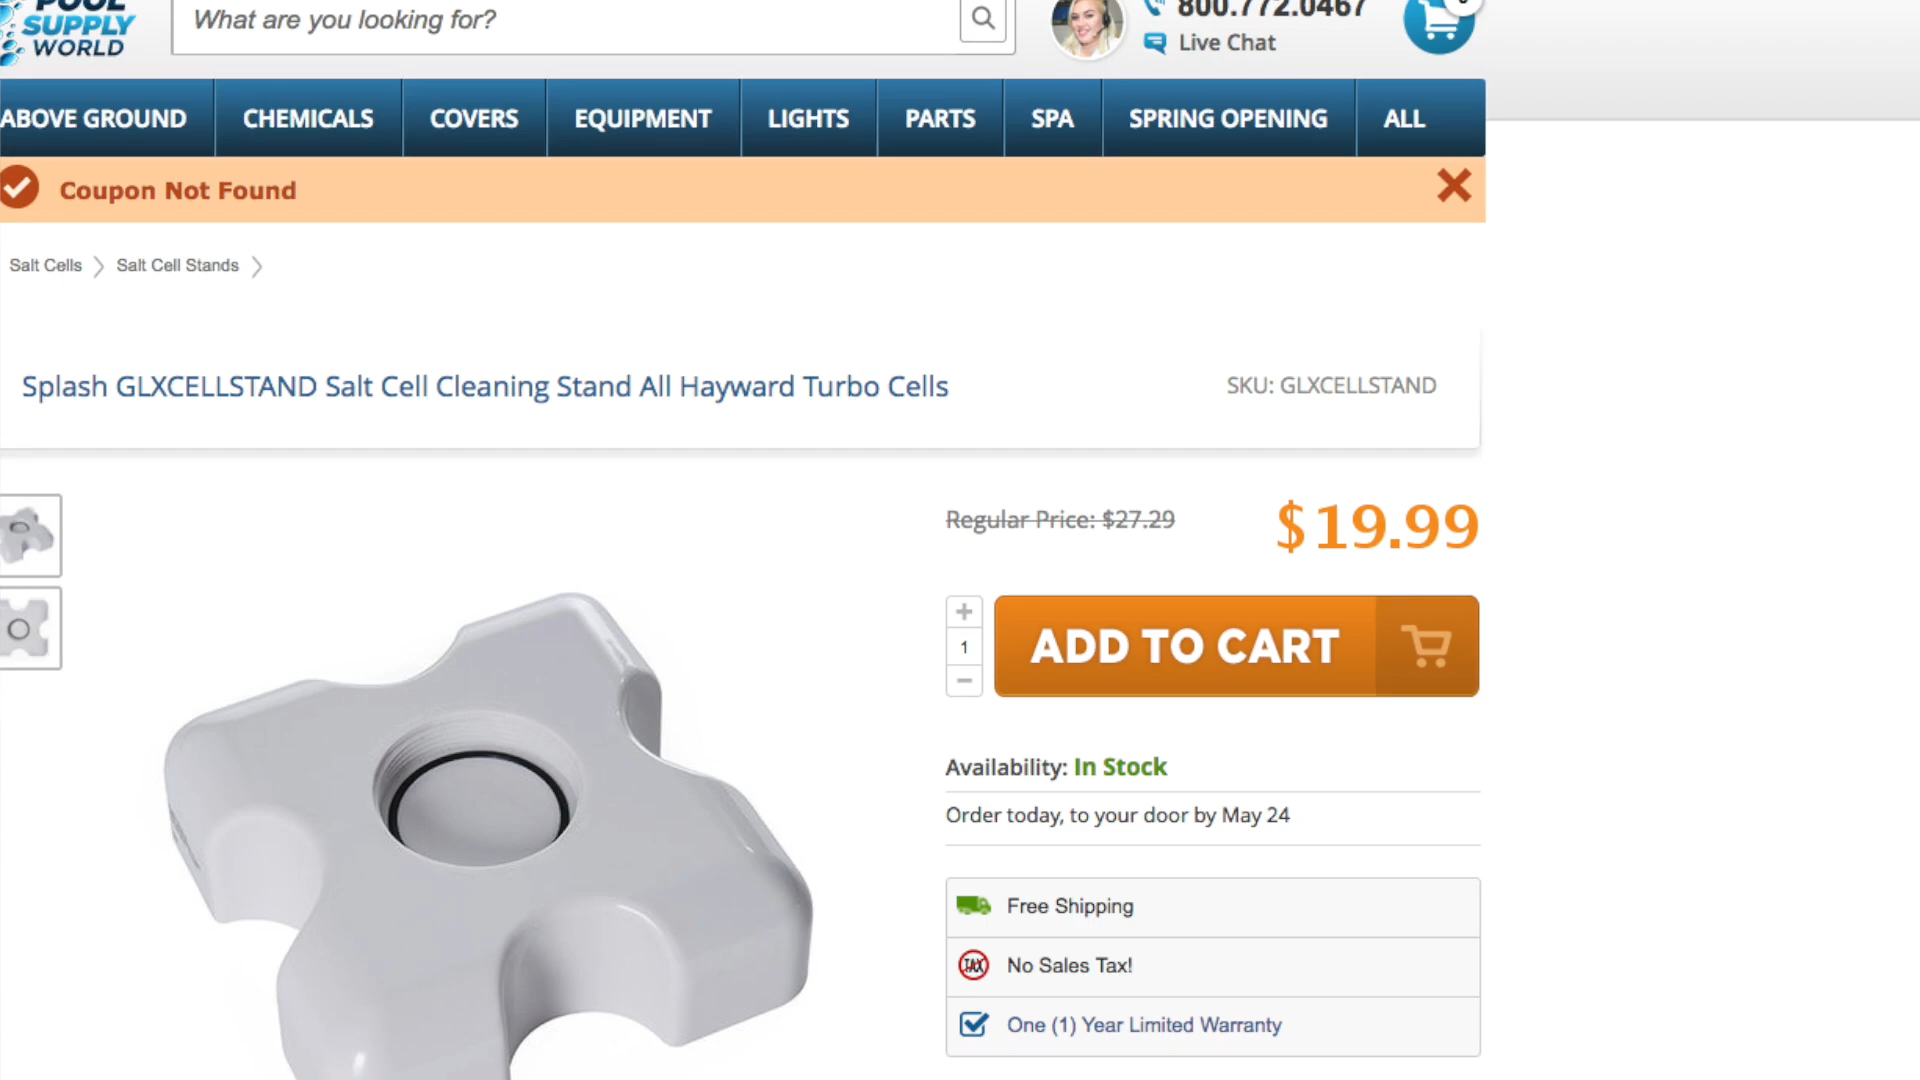 POOL
SUPPLY
WORLD
What are you looking for?
800.772.0467
Live Chat
ABOVE GROUND
CHEMICALS
COVERS
EQUIPMENT
LIGHTS
PARTS
SPA
SPRING OPENING
ALL
Coupon Not Found
Salt Cells
Salt Cell Stands
Splash GLXCELLSTAND Salt Cell Cleaning Stand All Hayward Turbo Cells
SKU: GLXCELLSTAND
Regular Price: $27.29
$19.99
+
1
−
ADD TO CART
Availability: In Stock
Order today, to your door by May 24
Free Shipping
TAX
No Sales Tax!
One (1) Year Limited Warranty